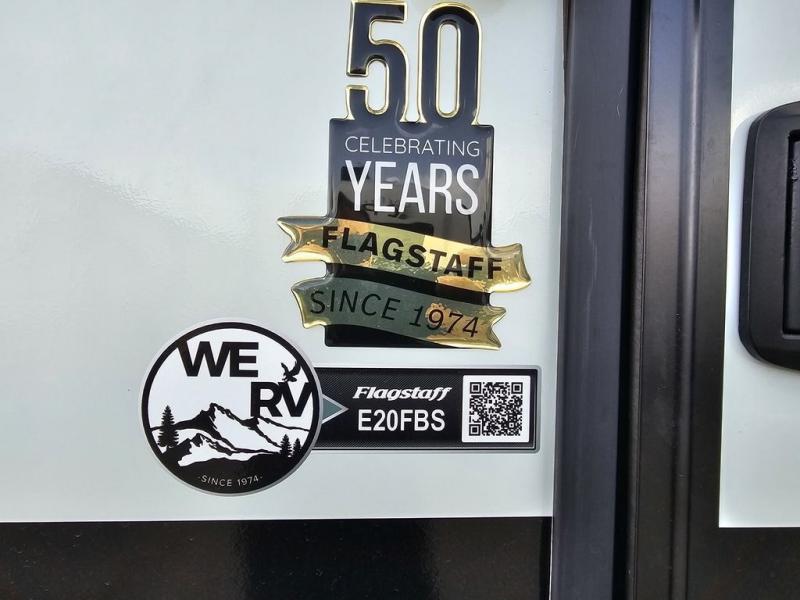 50
CELEBRATING
YEARS
FLAGSTAFF
SINCE 1974
WE
RV
-SINCE 1974-
Flagstaff
E20FBS